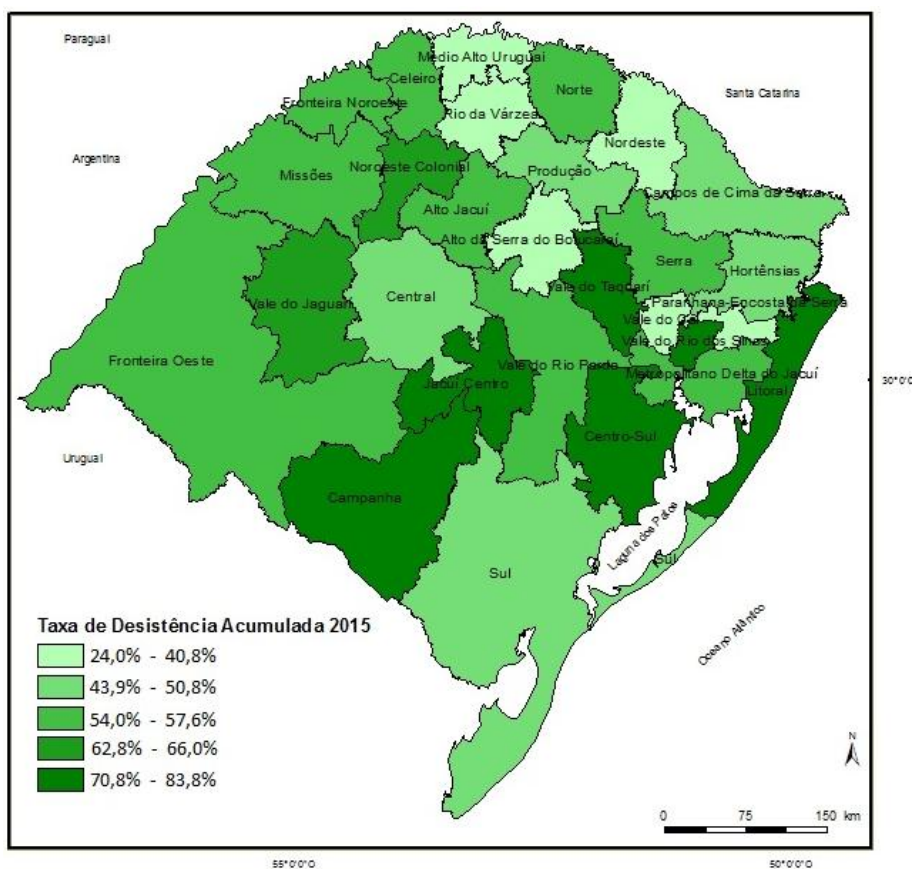 Paraguai
Santa Catarina
Argentina
Uruguai
Médio Alto Uruguai
Celeiro
Norte
Fronteira Noroeste
Rio da Várzea
Nordeste
Noroeste Colonial
Produção
Missões
Campos de Cima da Serra
Alto Jacuí
Alto da Serra do Botucaraí
Serra
Hortênsias
Vale do Taquari
Central
Vale do Jaguari
Paranhana-Encosta da Serra
Vale do Caí
Vale do Rio dos Sinos
Fronteira Oeste
Vale do Rio Pardo
Metropolitano Delta do Jacuí
Jacuí Centro
Litoral
30°0'0
Centro-Sul
Campanha
Laguna dos Patos
Sul
Sul
Oceano Atlântico
Taxa de Desistência Acumulada 2015
24,0% - 40,8%
43,9% - 50,8%
54,0% - 57,6%
62,8% - 66,0%
70,8% - 83,8%
N
0 75 150 km
55°0'0'O
50°0'0'O